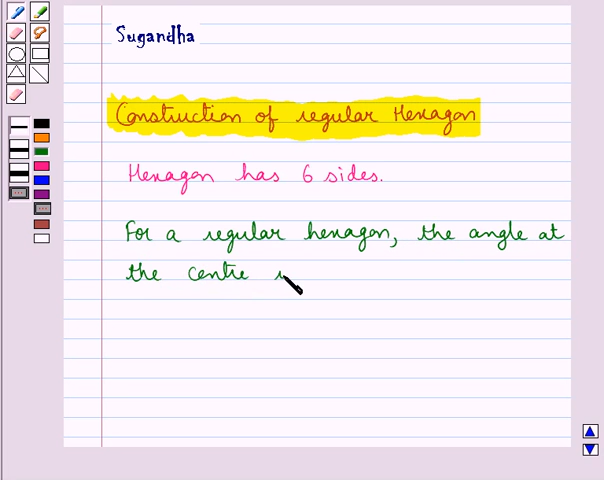 Sugandha
Construction of regular Hexagon
Hexagon has 6 sides.
For a regular hexagon, the angle at
the centre